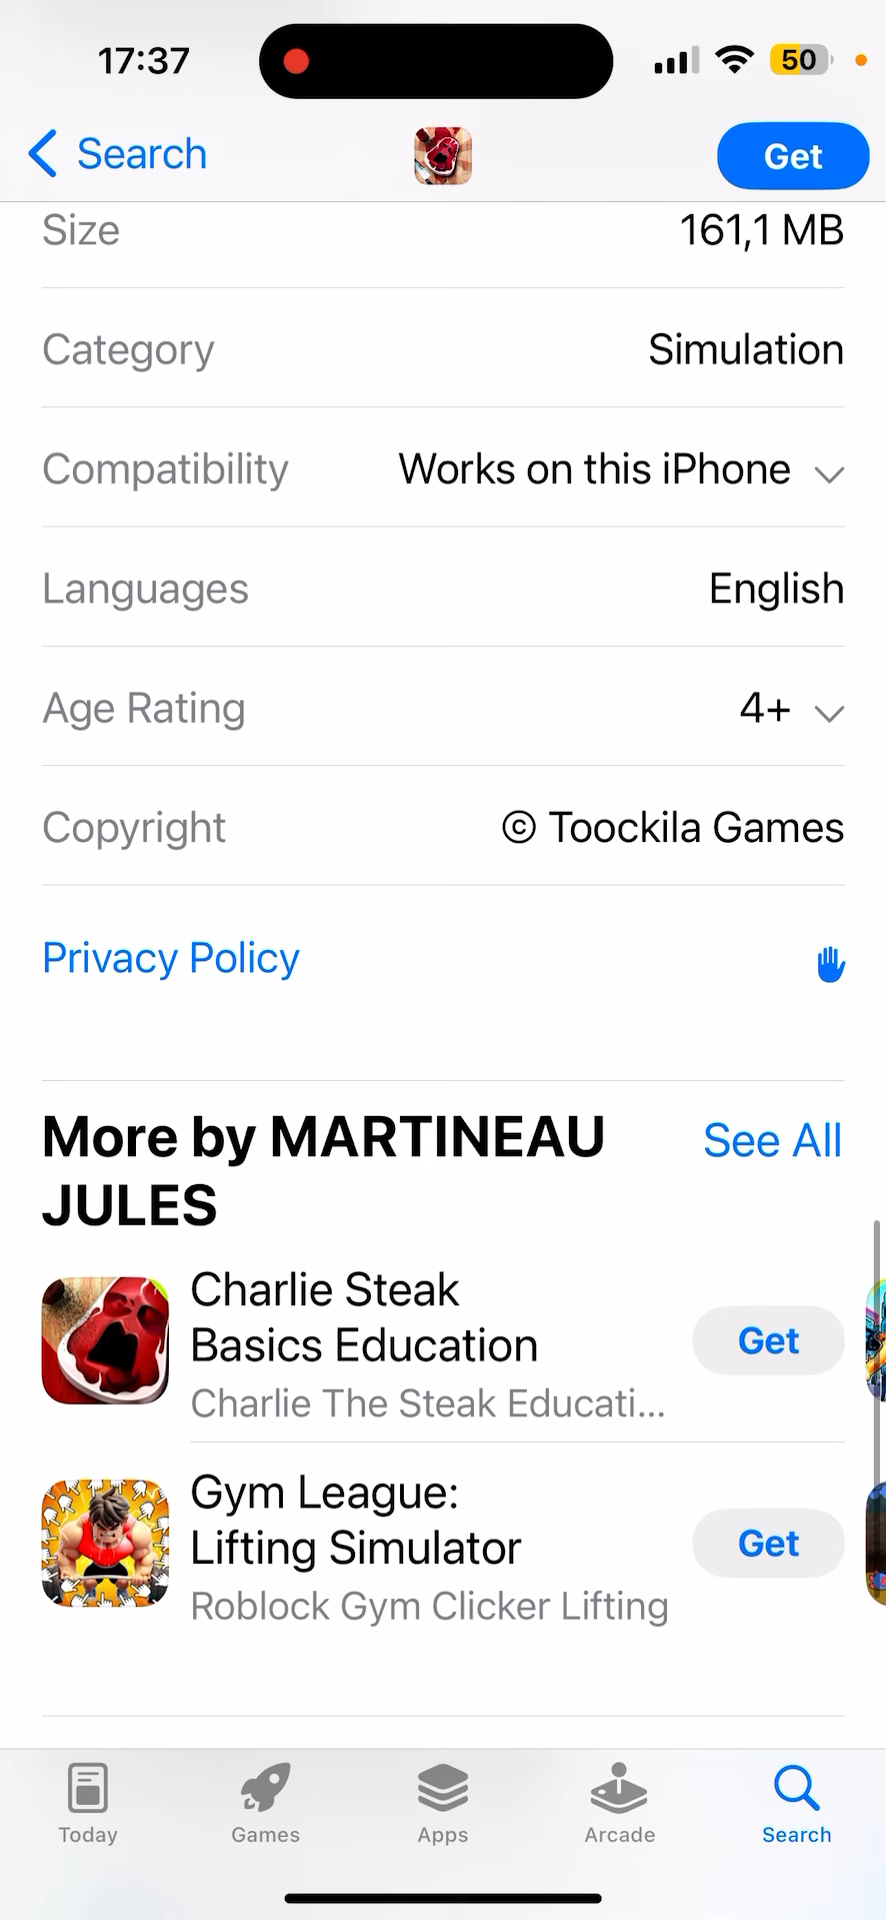 17:37
50
Search
Get
Size
161,1 MB
Category
Simulation
Compatibility
Works on this iPhone
Languages
English
Age Rating
4+
Copyright
© Toockila Games
Privacy Policy
More by MARTINEAU
JULES
See All
Charlie Steak
Basics Education
Charlie The Steak Educati...
Get
Gym League:
Lifting Simulator
Roblock Gym Clicker Lifting
Get
Today
Games
Apps
Arcade
Search